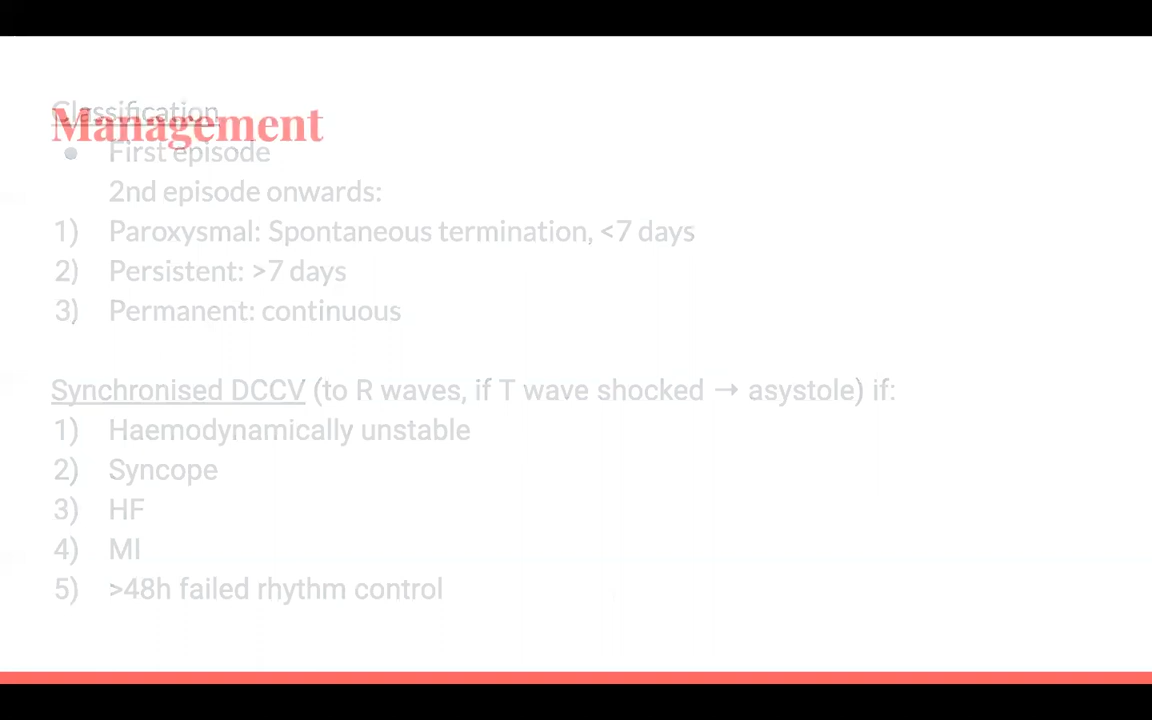 Management
Classification
● First episode
2nd episode onwards:
1) Paroxysmal: Spontaneous termination, <7 days
2) Persistent: >7 days
3) Permanent: continuous
Synchronised DCCV (to R waves, if T wave shocked → asystole) if:
1) Haemodynamically unstable
2) Syncope
3) HF
4) MI
5) >48h failed rhythm control